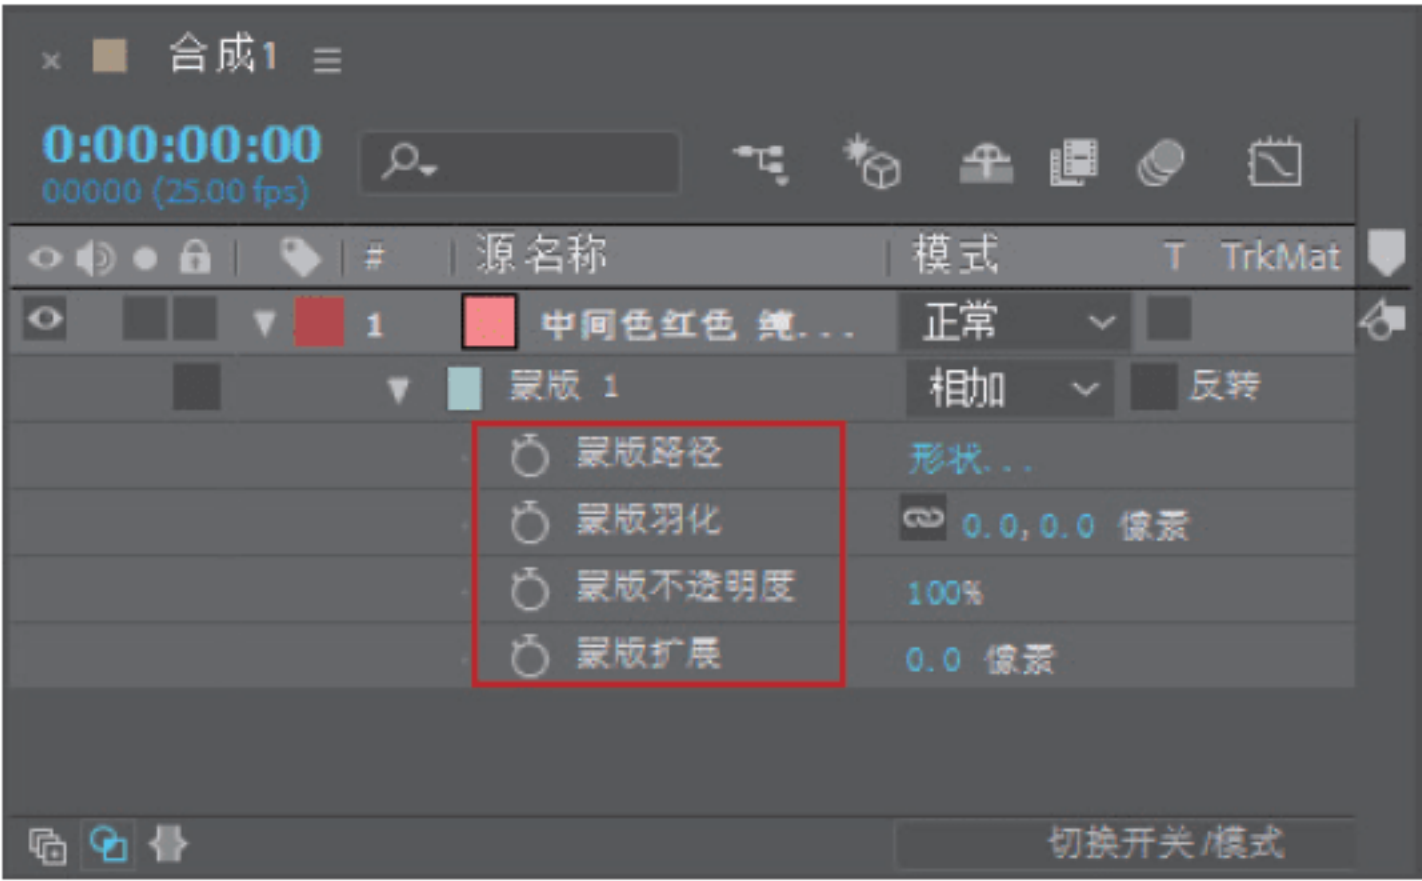 合成1
0:00:00:00
00000 (25.00 fps)
# 源名称 模式 T TrkMat
1 中间色红色 纯... 正常
蒙版 1 相加 反转
蒙版路径 形状...
蒙版羽化 0.0,0.0 像素
蒙版不透明度 100%
蒙版扩展 0.0 像素
切换开关/模式